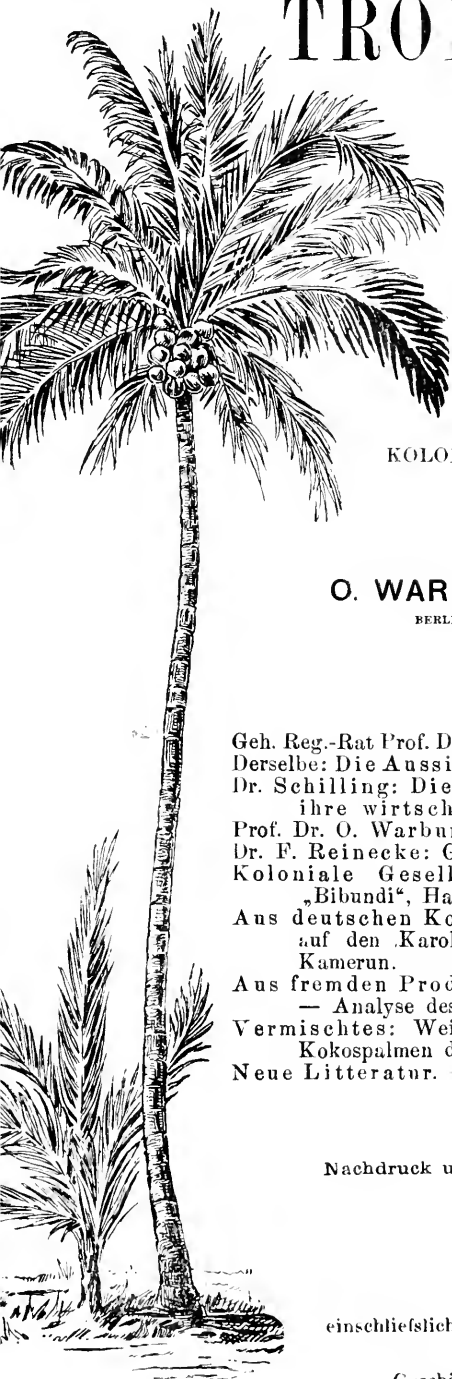 TRO
KOLO
O. WAR
BERL
Geh. Reg.-Rat Prof. D
Derselbe: Die Aussi
Dr. Schilling: Die
ihre wirtsch
Prof. Dr. O. Warbu
Dr. F. Reinecke: G
Koloniale Gesell
„Bibundi“, Ha
Aus deutschen Ko
auf den Karol
Kamerun.
Aus fremden Prod
— Analyse des
Vermischtes: Wei
Kokospalmen d
Neue Litteratur.
Nachdruck u
einschliefslich